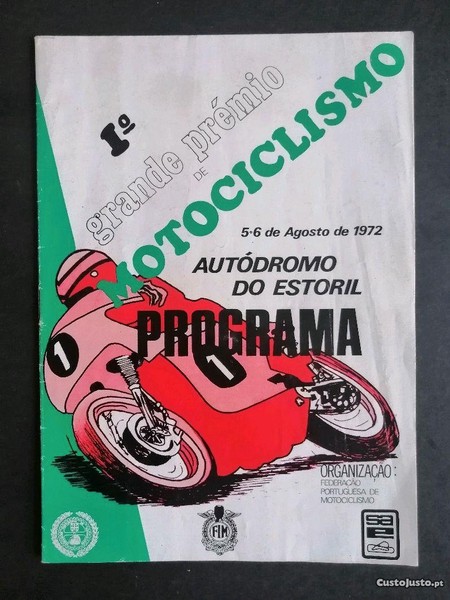 1º
grande prémio
DE
MOTOCICLISMO
5-6 de Agosto de 1972
AUTÓDROMO
DO ESTORIL
PROGRAMA
1
1
ORGANIZAÇÃO:
FEDERAÇÃO
PORTUGUESA DE
MOTOCICLISMO
FIM
CustoJusto.pt